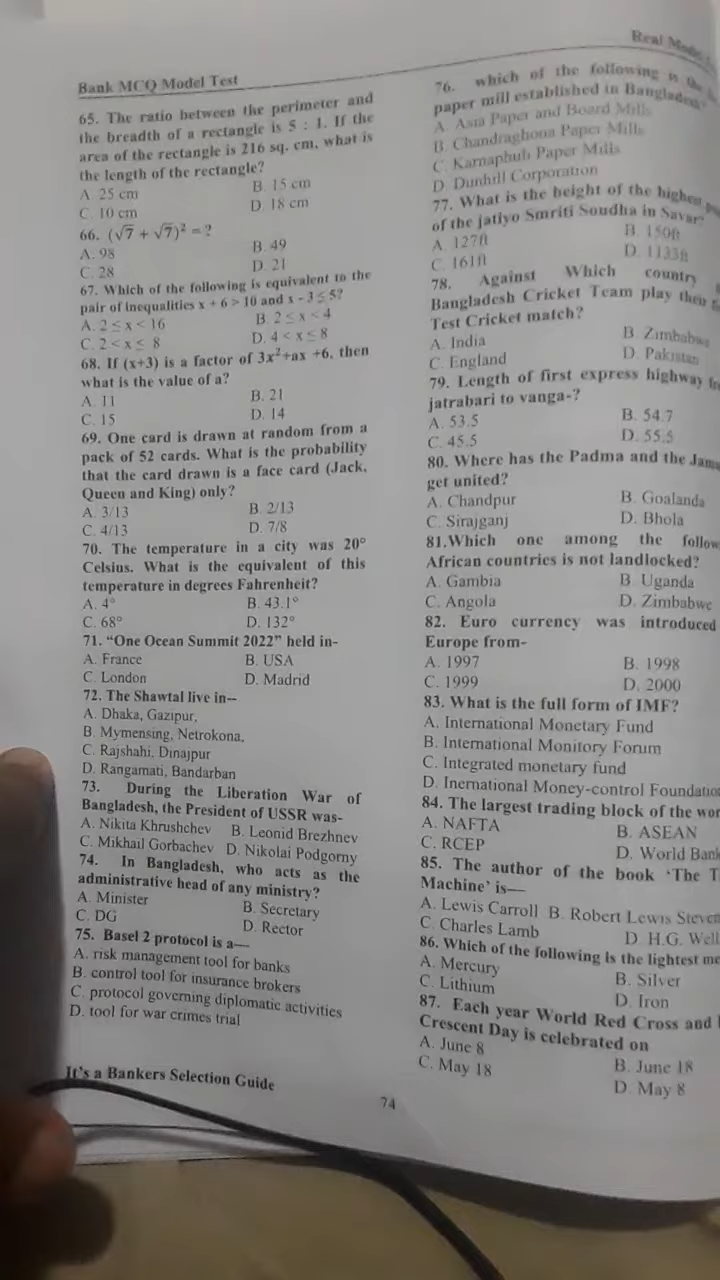 Bank MCQ Model Test
65. The ratio between the perimeter and
the breadth of a rectangle is 5 : 1. If the
area of the rectangle is 216 sq. cm, what is
the length of the rectangle?
A. 25 cm B. 15 cm
C. 10 cm D. 18 cm
66. (√7 + √7)² = ?
A. 98 B. 49
C. 28 D. 21
67. Which of the following is equivalent to the
pair of inequalities x + 6 > 10 and x - 3 ≤ 5?
A. 2 ≤ x < 16 B. 2 ≤ x < 4
C. 2 < x ≤ 8 D. 4 < x ≤ 8
68. If (x+3) is a factor of 3x²+ax +6, then
what is the value of a?
A. 11 B. 21
C. 15 D. 14
69. One card is drawn at random from a
pack of 52 cards. What is the probability
that the card drawn is a face card (Jack,
Queen and King) only?
A. 3/13 B. 2/13
C. 4/13 D. 7/8
70. The temperature in a city was 20°
Celsius. What is the equivalent of this
temperature in degrees Fahrenheit?
A. 4° B. 43.1°
C. 68° D. 132°
71. “One Ocean Summit 2022” held in-
A. France B. USA
C. London D. Madrid
72. The Shawtal live in--
A. Dhaka, Gazipur,
B. Mymensing, Netrokona,
C. Rajshahi, Dinajpur
D. Rangamati, Bandarban
73. During the Liberation War of
Bangladesh, the President of USSR was-
A. Nikita Khrushchev B. Leonid Brezhnev
C. Mikhail Gorbachev D. Nikolai Podgorny
74. In Bangladesh, who acts as the
administrative head of any ministry?
A. Minister B. Secretary
C. DG D. Rector
75. Basel 2 protocol is a—
A. risk management tool for banks
B. control tool for insurance brokers
C. protocol governing diplomatic activities
D. tool for war crimes trial
It's a Bankers Selection Guide
74
Real
76. which of the following is the
paper mill established in Bangladesh?
A. Asia Paper and Board Mills
B. Chandraghona Paper Mills
C. Karnaphuli Paper Mills
D. Dunhill Corporation
77. What is the height of the highest
of the jatiyo Smriti Soudha in Savar?
A. 127ft B. 150ft
C. 161ft D. 1133ft
78. Against Which country
Bangladesh Cricket Team play their
Test Cricket match?
A. India B. Zimbabwe
C. England D. Pakistan
79. Length of first express highway
jatrabari to vanga-?
A. 53.5 B. 54.7
C. 45.5 D. 55.5
80. Where has the Padma and the
get united?
A. Chandpur B. Goalanda
C. Sirajganj D. Bhola
81.Which one among the follow
African countries is not landlocked?
A. Gambia B. Uganda
C. Angola D. Zimbabwe
82. Euro currency was introduced
Europe from-
A. 1997 B. 1998
C. 1999 D. 2000
83. What is the full form of IMF?
A. International Monetary Fund
B. International Monitory Forum
C. Integrated monetary fund
D. Inernational Money-control Foundation
84. The largest trading block of the wor
A. NAFTA B. ASEAN
C. RCEP D. World Bank
85. The author of the book ‘The T
Machine’ is—
A. Lewis Carroll B. Robert Lewis Steven
C. Charles Lamb D. H.G. Well
86. Which of the following is the lightest me
A. Mercury B. Silver
C. Lithium D. Iron
87. Each year World Red Cross and
Crescent Day is celebrated on
A. June 8 B. June 18
C. May 18 D. May 8